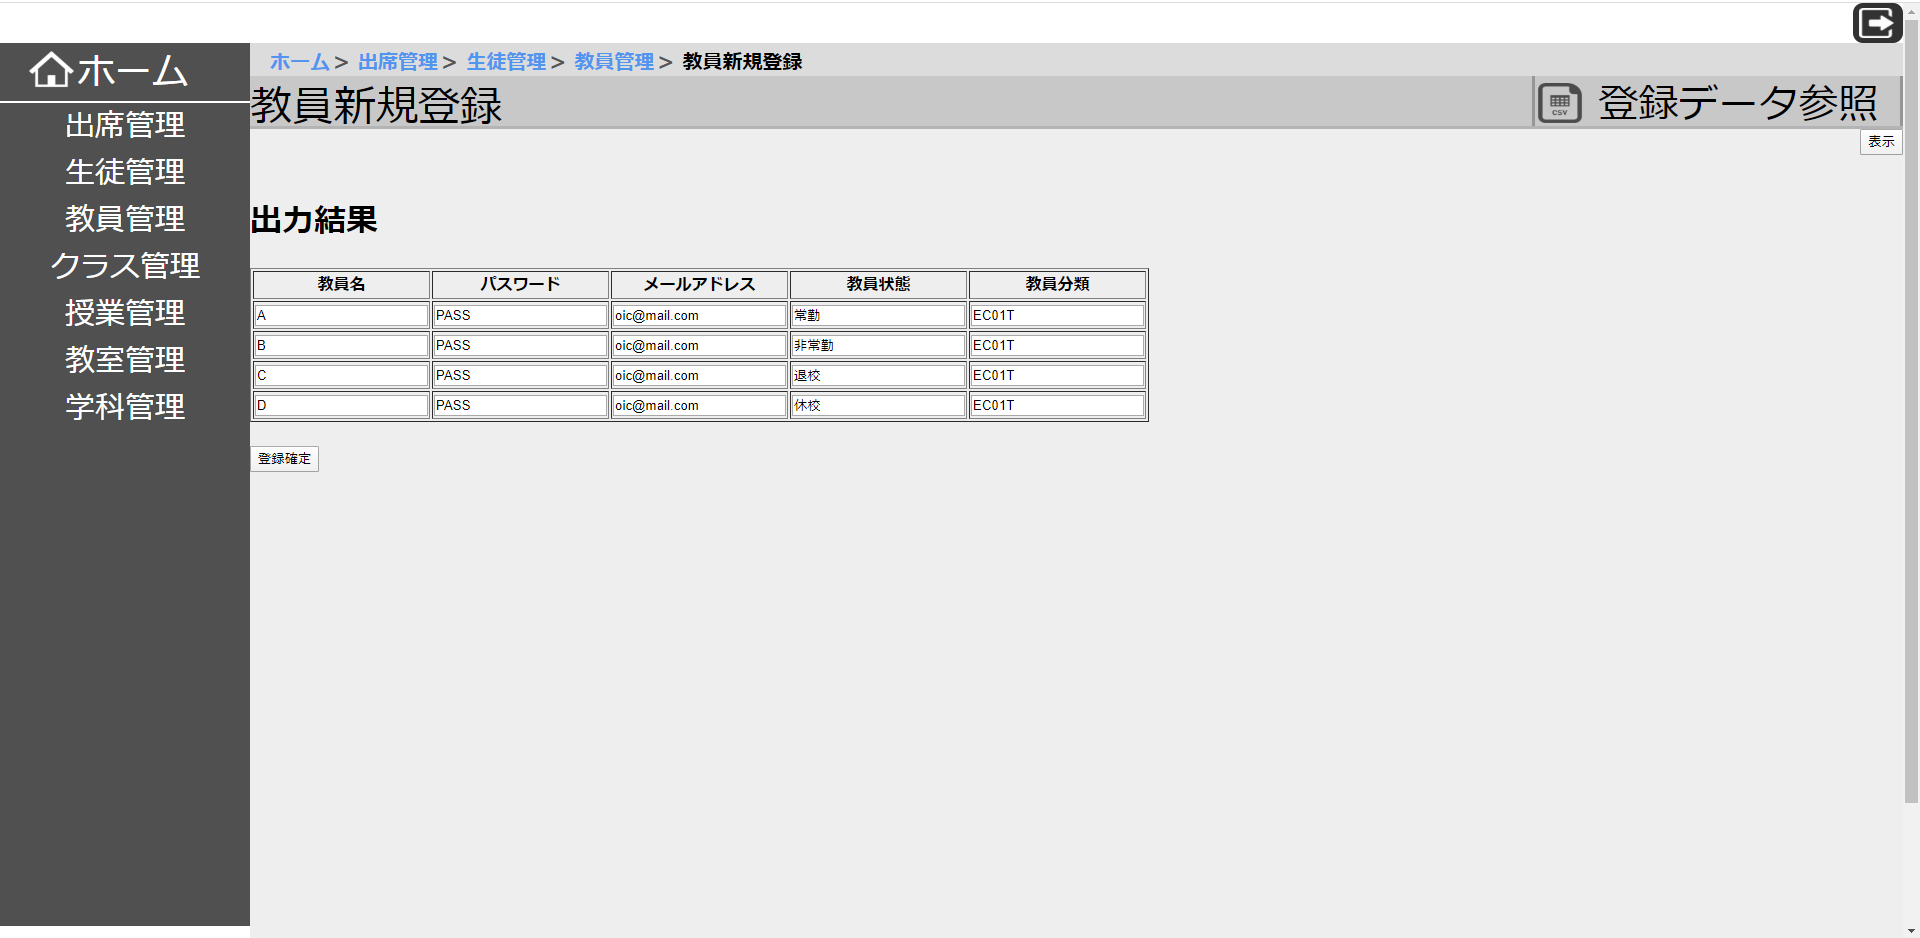 ホーム
出席管理
生徒管理
教員管理
クラス管理
授業管理
教室管理
学科管理
ホーム > 出席管理 > 生徒管理 > 教員管理 > 教員新規登録
教員新規登録
CSV 登録データ参照
表示
出力結果
教員名 パスワード メールアドレス 教員状態 教員分類
A PASS oic@mail.com 常勤 EC01T
B PASS oic@mail.com 非常勤 EC01T
C PASS oic@mail.com 退校 EC01T
D PASS oic@mail.com 休校 EC01T
登録確定